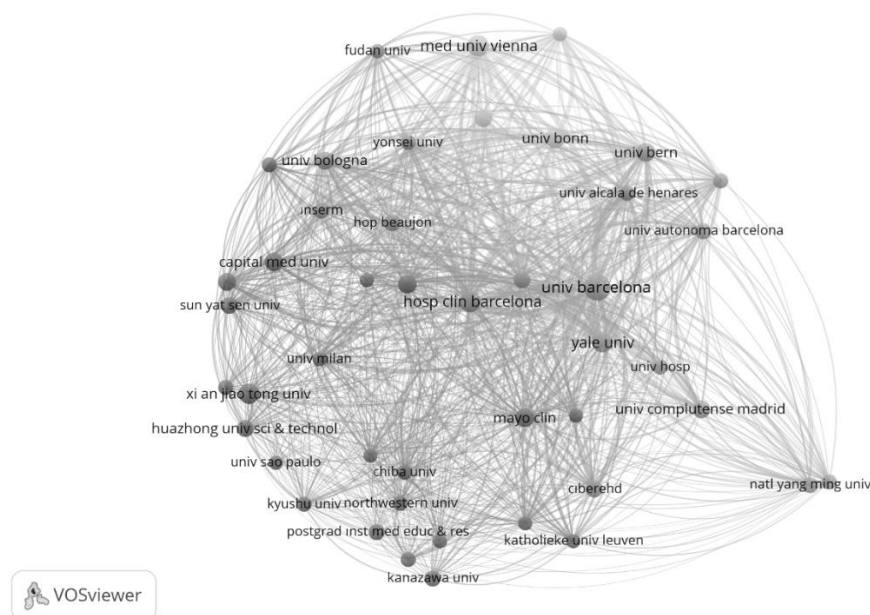 fudan univ
med univ vienna
yonsei univ
univ bonn
univ bologna
univ bern
univ alcala de henares
inserm
hop beaujon
univ autonoma barcelona
capital med univ
univ barcelona
sun yat sen univ
hosp clin barcelona
yale univ
univ milan
univ hosp
xi an jiao tong univ
univ complutense madrid
mayo clin
huazhong univ sci & technol
univ sao paulo
chiba univ
natl yang ming univ
ciberehd
kyushu univ
northwestern univ
postgrad inst med educ & res
katholieke univ leuven
kanazawa univ
VOSviewer